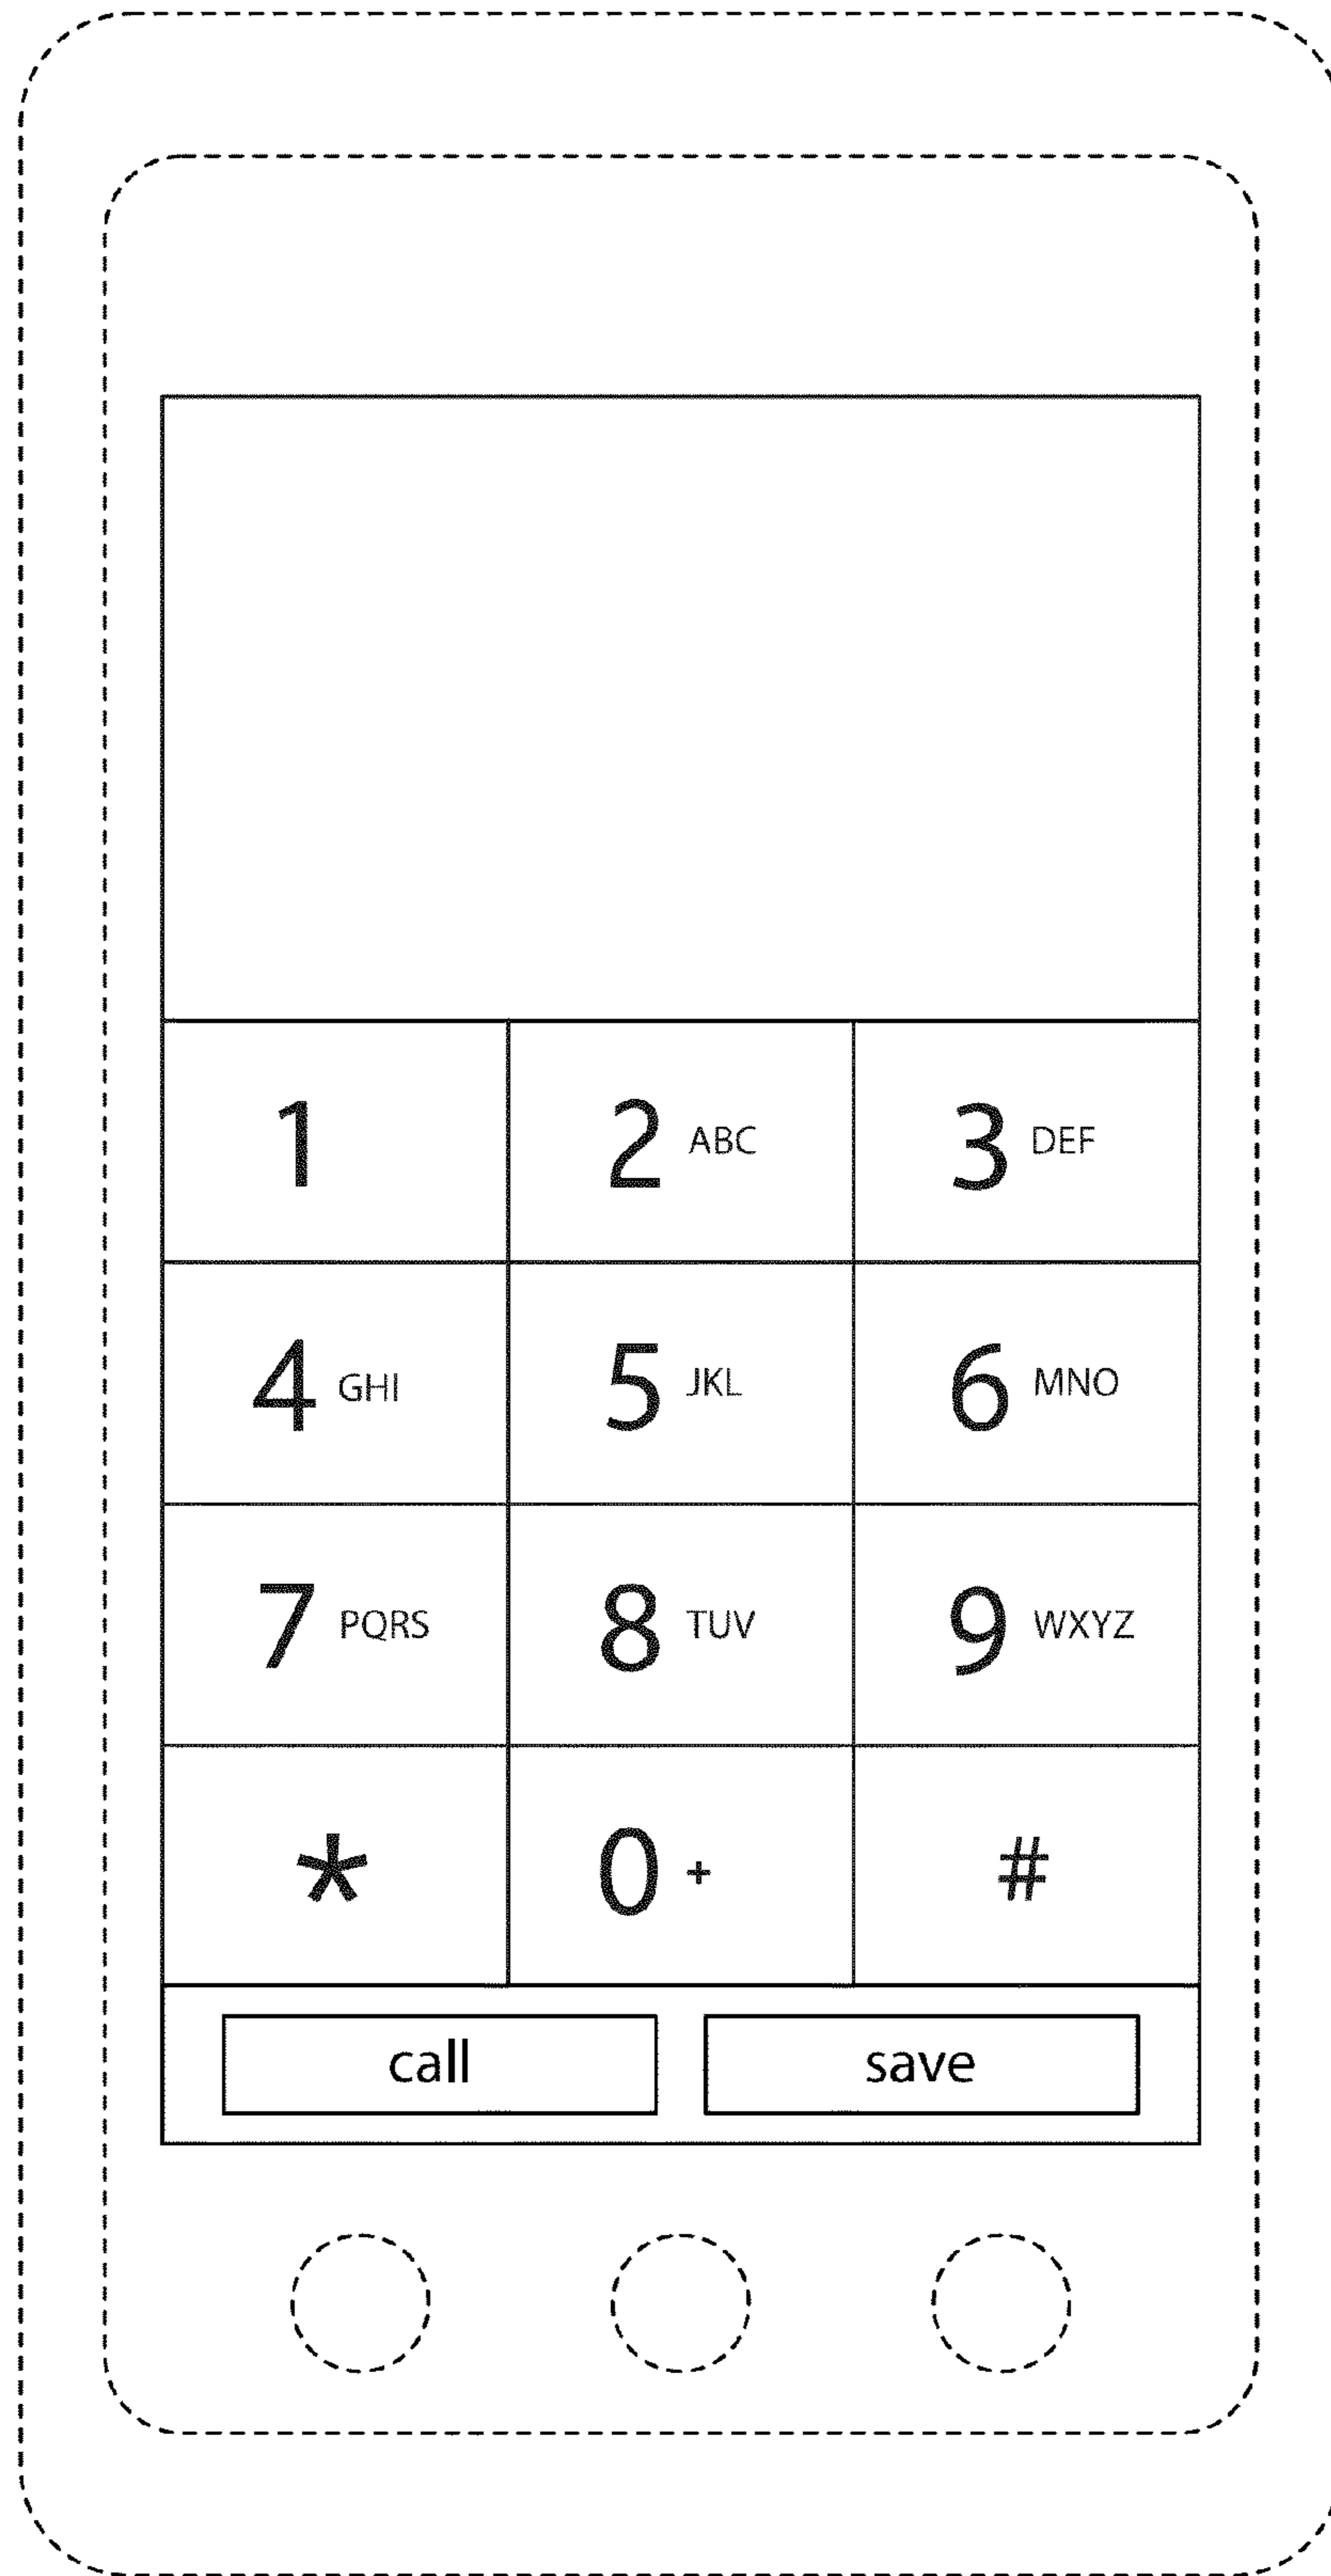 1 2 ABC 3 DEF
4 GHI 5 JKL 6 MNO
7 PQRS 8 TUV 9 WXYZ
* 0 + #
call save